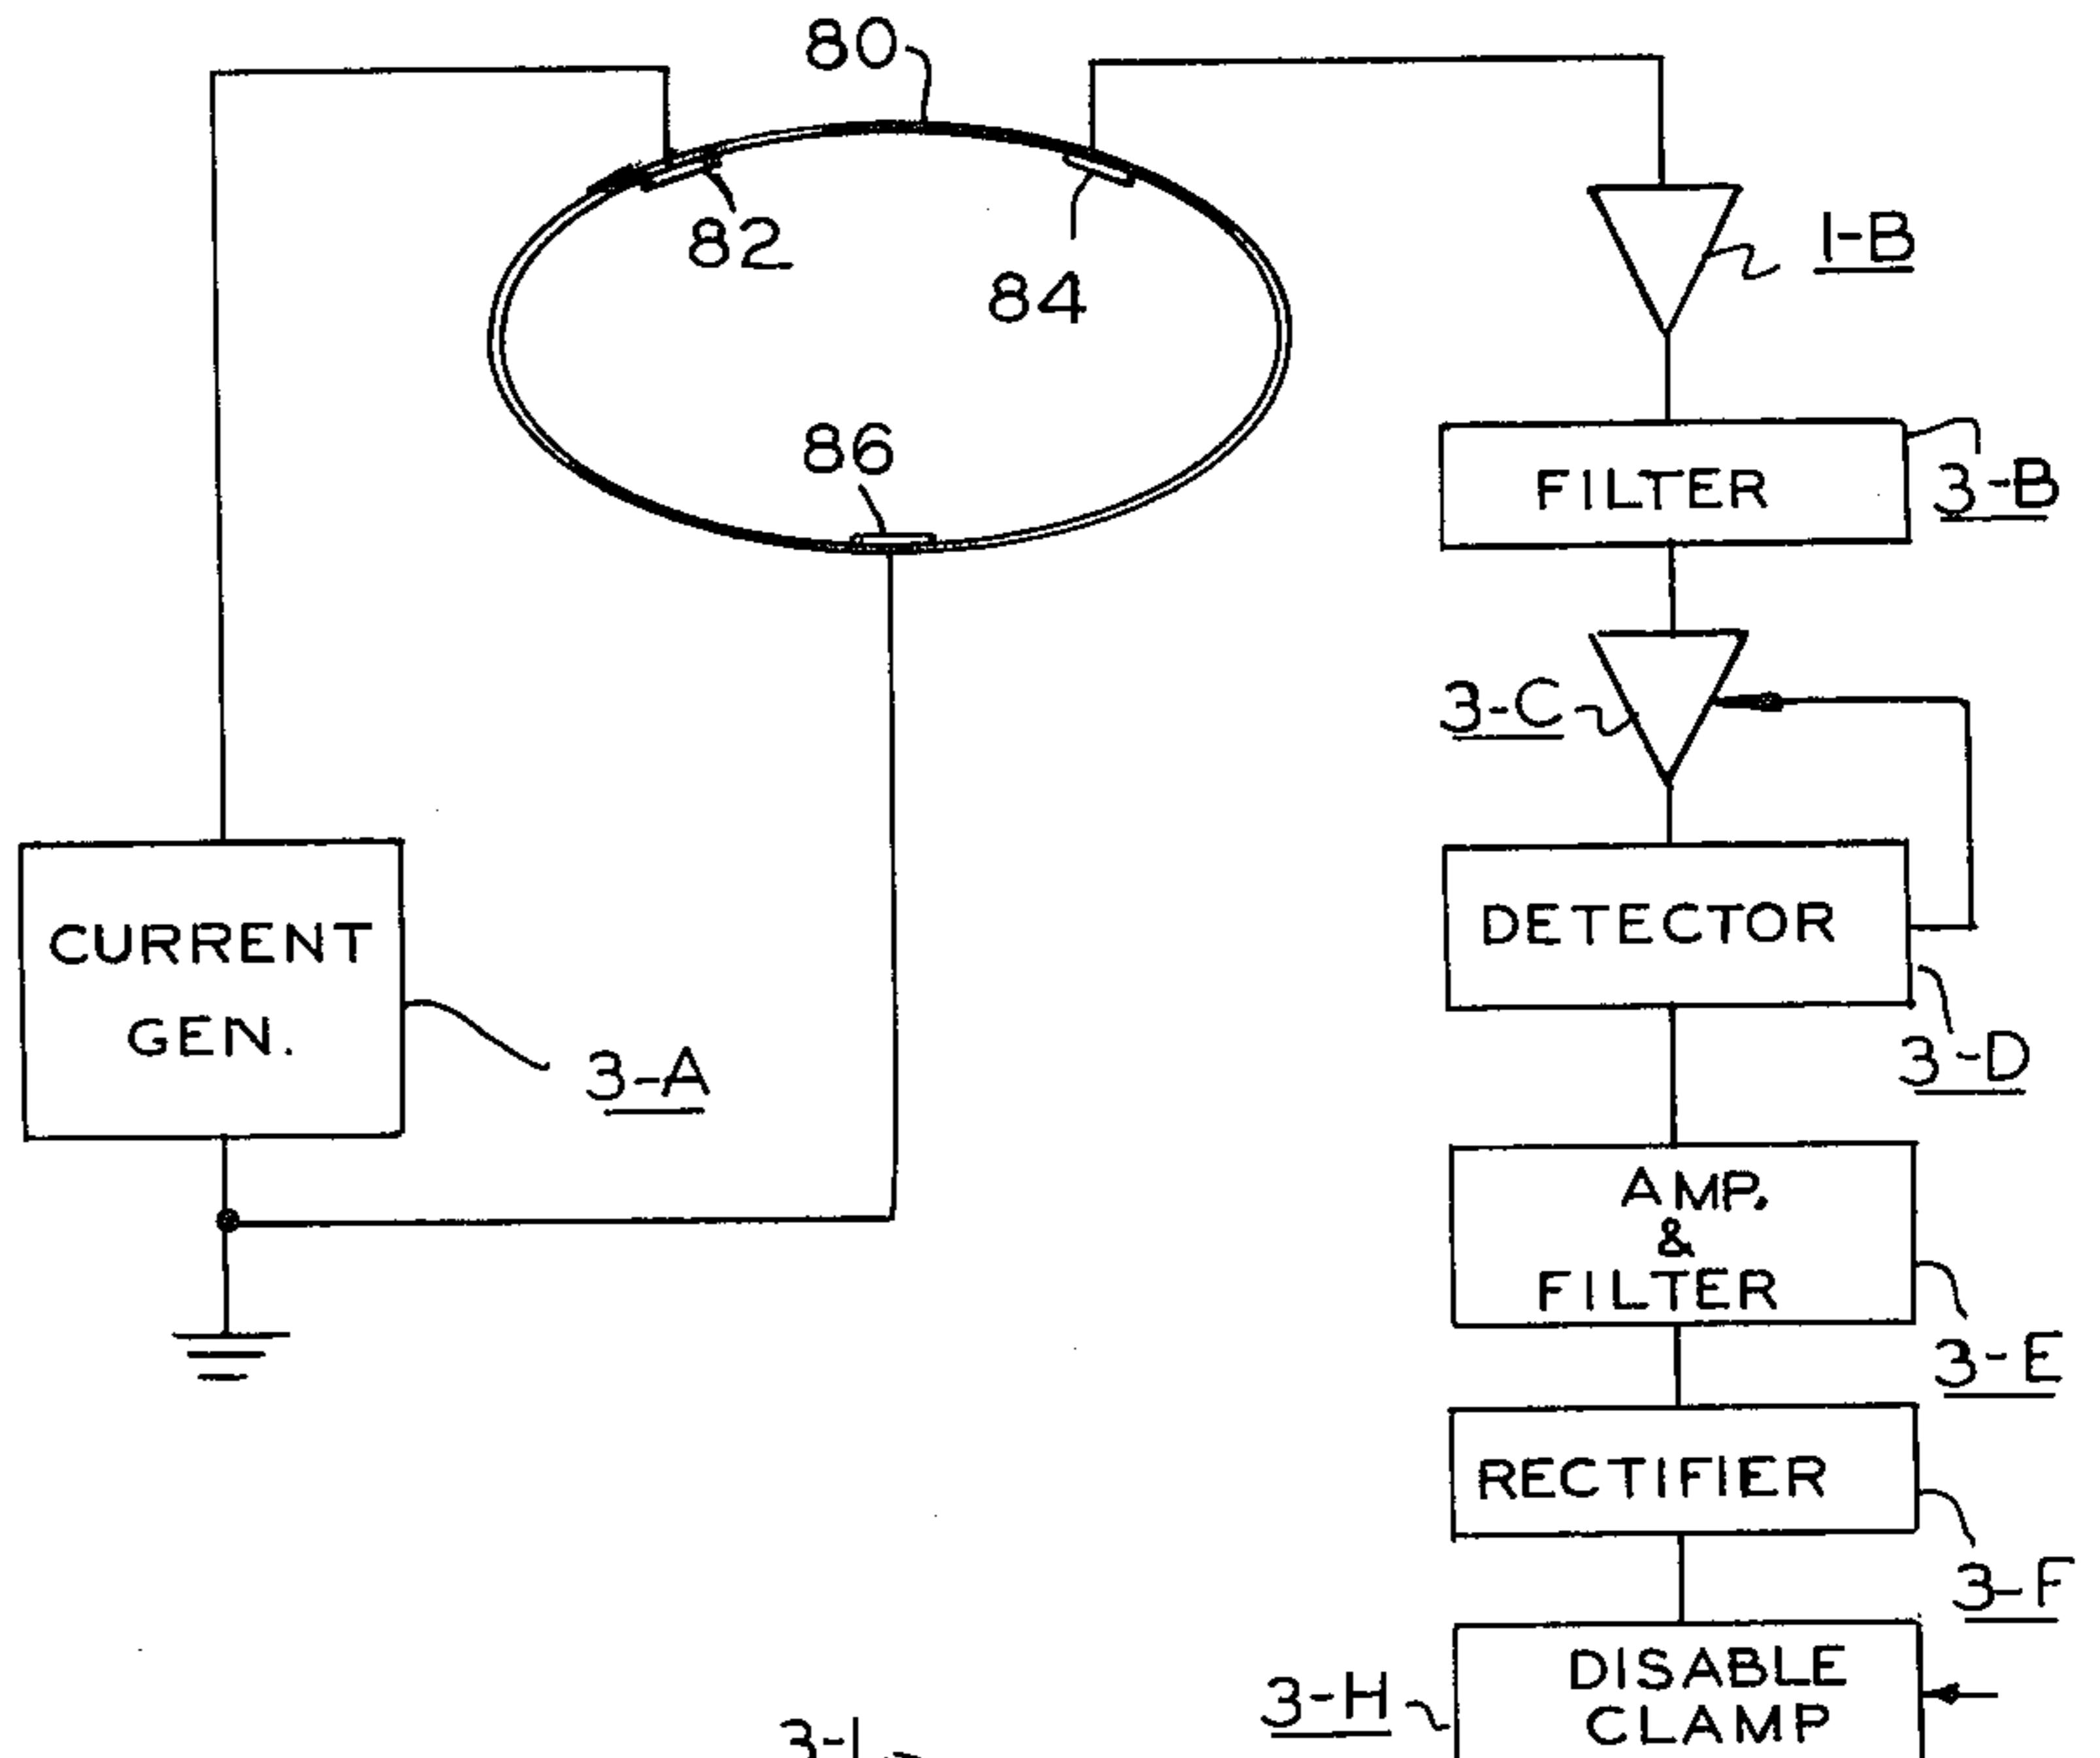 80
82
84
1-B
86
FILTER
3-B
3-C
CURRENT
GEN.
3-A
DETECTOR
3-D
AMP.
&
FILTER
3-E
RECTIFIER
3-F
DISABLE
CLAMP
3-H